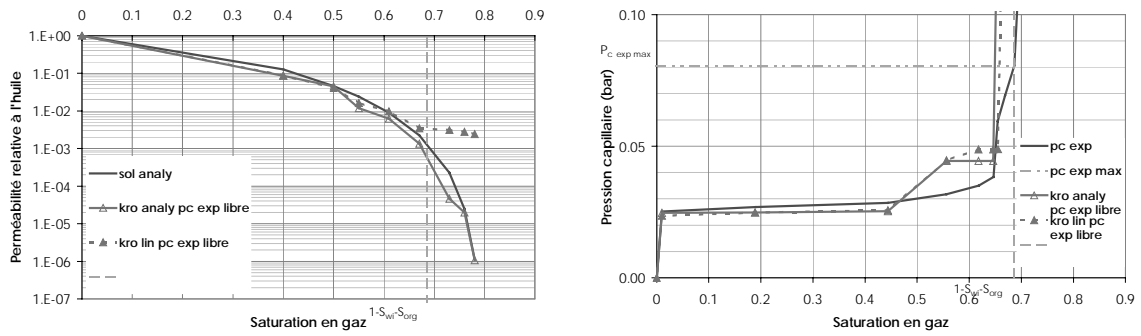 0 0.1 0.2 0.3 0.4 0.5 0.6 0.7 0.8 0.9
1.E+00
1.E-01
1.E-02
1.E-03
1.E-04
1.E-05
1.E-06
1.E-07
Perméabilité relative à l'huile
sol analy
kro analy pc exp libre
kro lin pc exp libre
1-Swi-Sorg
Saturation en gaz
0.10
Pc exp max
0.05
0.00
Pression capillaire (bar)
pc exp
pc exp max
kro analy
pc exp libre
kro lin pc
exp libre
1-Swi-Sorg
0 0.1 0.2 0.3 0.4 0.5 0.6 0.7 0.8 0.9
Saturation en gaz